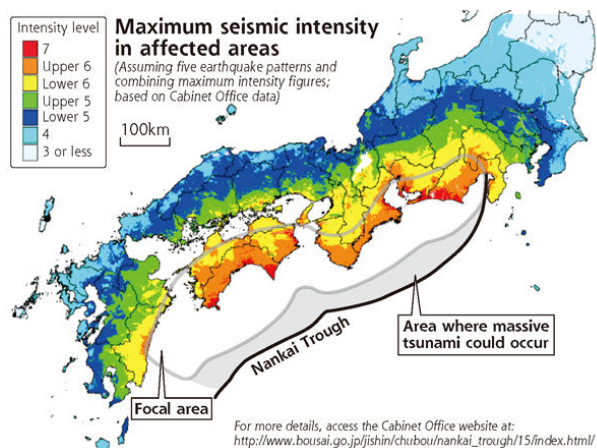 Maximum seismic intensity
in affected areas
(Assuming five earthquake patterns and
combining maximum intensity figures;
based on Cabinet Office data)
Intensity level
7
Upper 6
Lower 6
Upper 5
Lower 5
4
3 or less
100km
Nankai Trough
Area where massive
tsunami could occur
Focal area
For more details, access the Cabinet Office website at:
http://www.bousai.go.jp/jishin/chubou/nankai_trough/15/index.html/